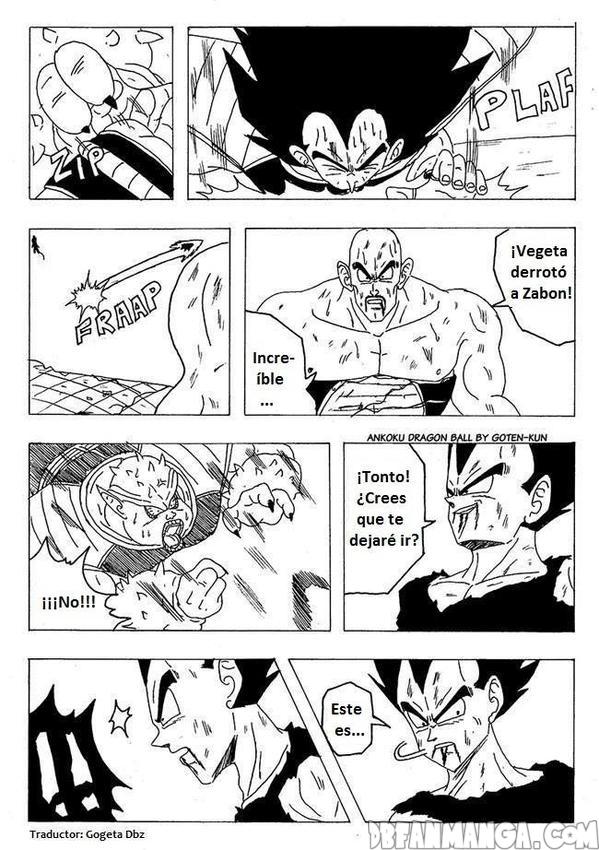 ZIP
PLAF
FRAAP
¡Vegeta
derrotó
a Zabon!
Incre-
íble
...
ANKOKU DRAGON BALL BY GOTEN-KUN
¡¡¡No!!!
¡Tonto!
¿Crees
que te
dejaré ir?
!!
Este
es...
Traductor: Gogeta Dbz
DBFANMANGA.COM